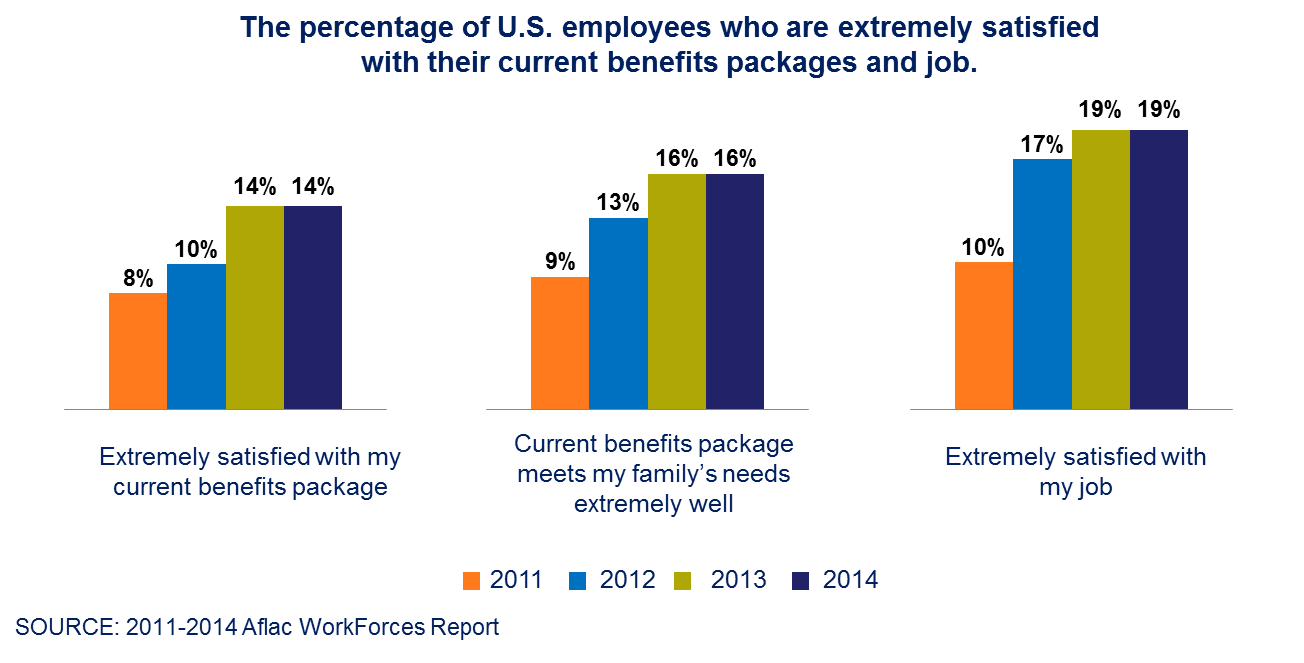 The percentage of U.S. employees who are extremely satisfied
with their current benefits packages and job.
8%
10%
14%
14%
9%
13%
16%
16%
10%
17%
19%
19%
Extremely satisfied with my
current benefits package
Current benefits package
meets my family’s needs
extremely well
Extremely satisfied with
my job
2011
2012
2013
2014
SOURCE: 2011-2014 Aflac WorkForces Report